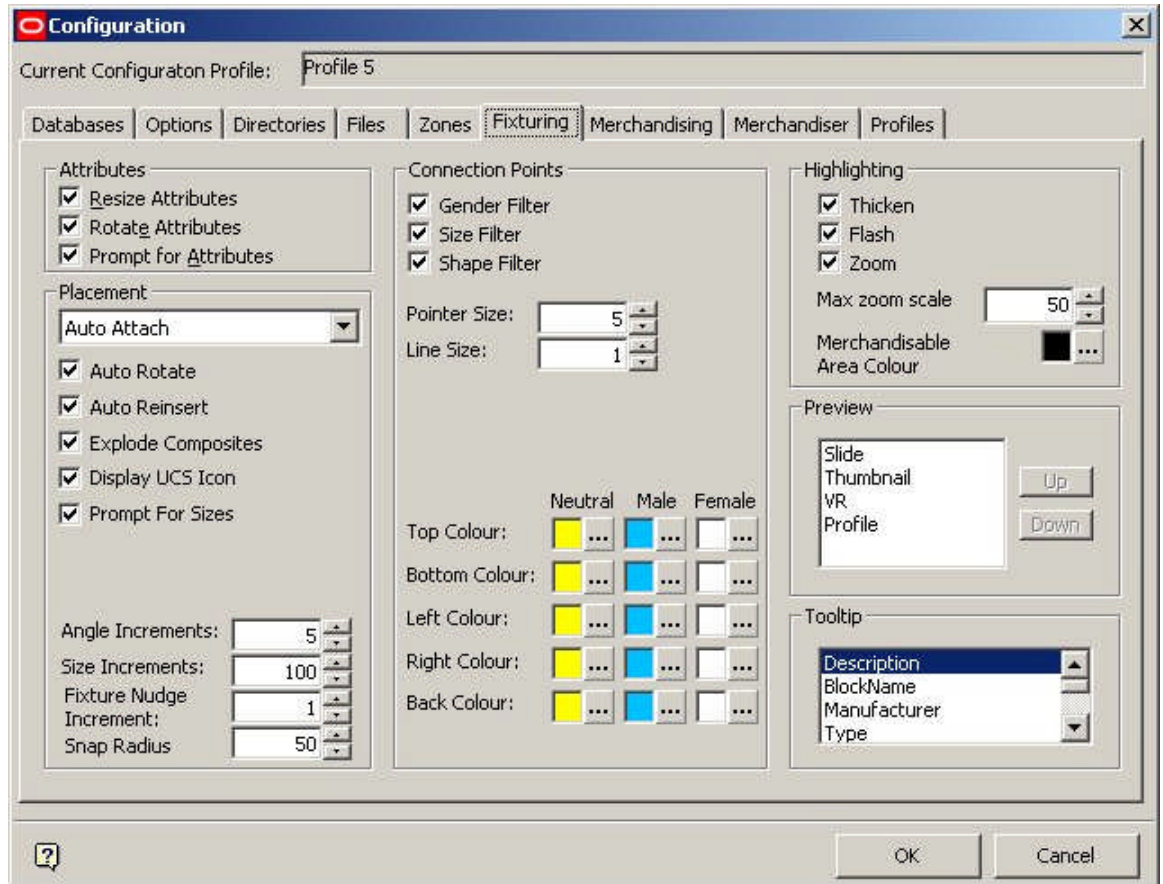 Configuration
Current Configuraton Profile: Profile 5
Databases Options Directories Files Zones Fixturing Merchandising Merchandiser Profiles
Attributes
Resize Attributes
Rotate Attributes
Prompt for Attributes
Placement
Auto Attach
Auto Rotate
Auto Reinsert
Explode Composites
Display UCS Icon
Prompt For Sizes
Angle Increments: 5
Size Increments: 100
Fixture Nudge
Increment: 1
Snap Radius 50
Connection Points
Gender Filter
Size Filter
Shape Filter
Pointer Size: 5
Line Size: 1
Neutral Male Female
Top Colour: ... ... ...
Bottom Colour: ... ... ...
Left Colour: ... ... ...
Right Colour: ... ... ...
Back Colour: ... ... ...
Highlighting
Thicken
Flash
Zoom
Max zoom scale 50
Merchandisable
Area Colour ...
Preview
Slide
Thumbnail
VR
Profile
Up
Down
Tooltip
Description
BlockName
Manufacturer
Type
?
OK Cancel